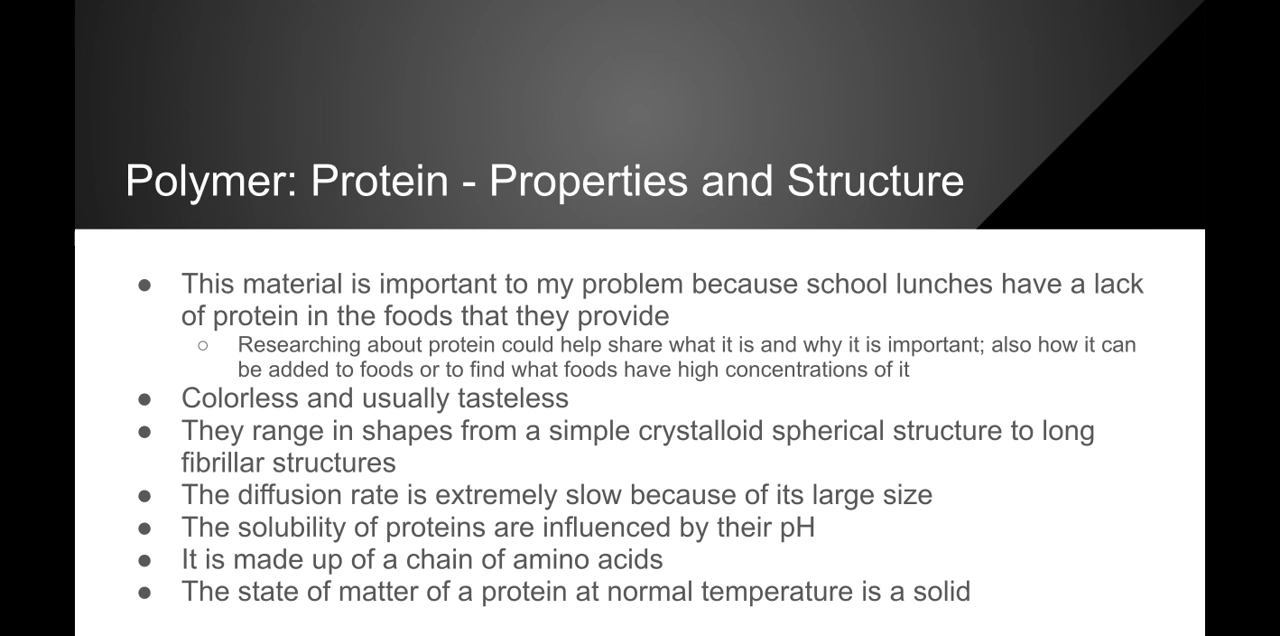 Polymer: Protein - Properties and Structure
● This material is important to my problem because school lunches have a lack
of protein in the foods that they provide
○ Researching about protein could help share what it is and why it is important; also how it can
be added to foods or to find what foods have high concentrations of it
● Colorless and usually tasteless
● They range in shapes from a simple crystalloid spherical structure to long
fibrillar structures
● The diffusion rate is extremely slow because of its large size
● The solubility of proteins are influenced by their pH
● It is made up of a chain of amino acids
● The state of matter of a protein at normal temperature is a solid